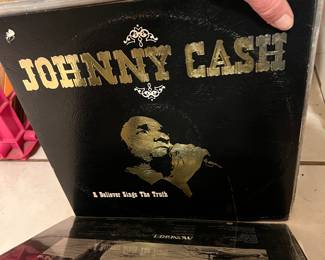 JOHNNY CASH
A Believer Sings The Truth